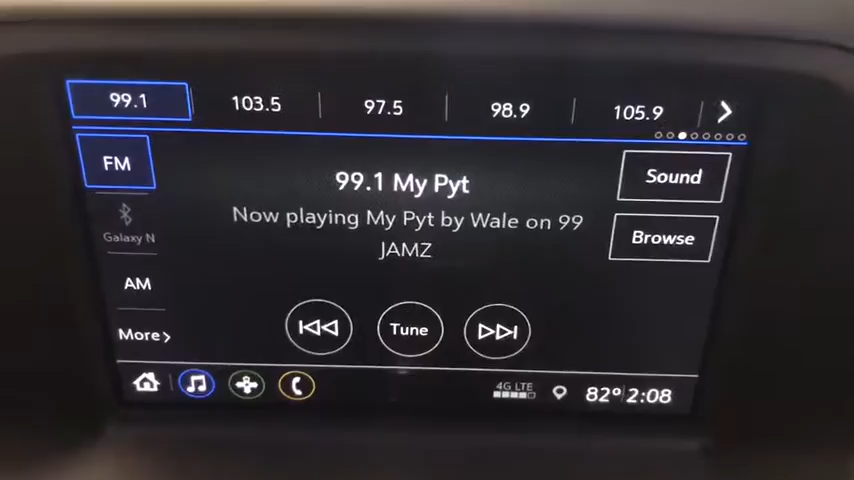 99.1
103.5
97.5
98.9
105.9
FM
99.1 My Pyt
Sound
Now playing My Pyt by Wale on 99
JAMZ
Galaxy N
Browse
AM
More
Tune
4G LTE
82° 2:08